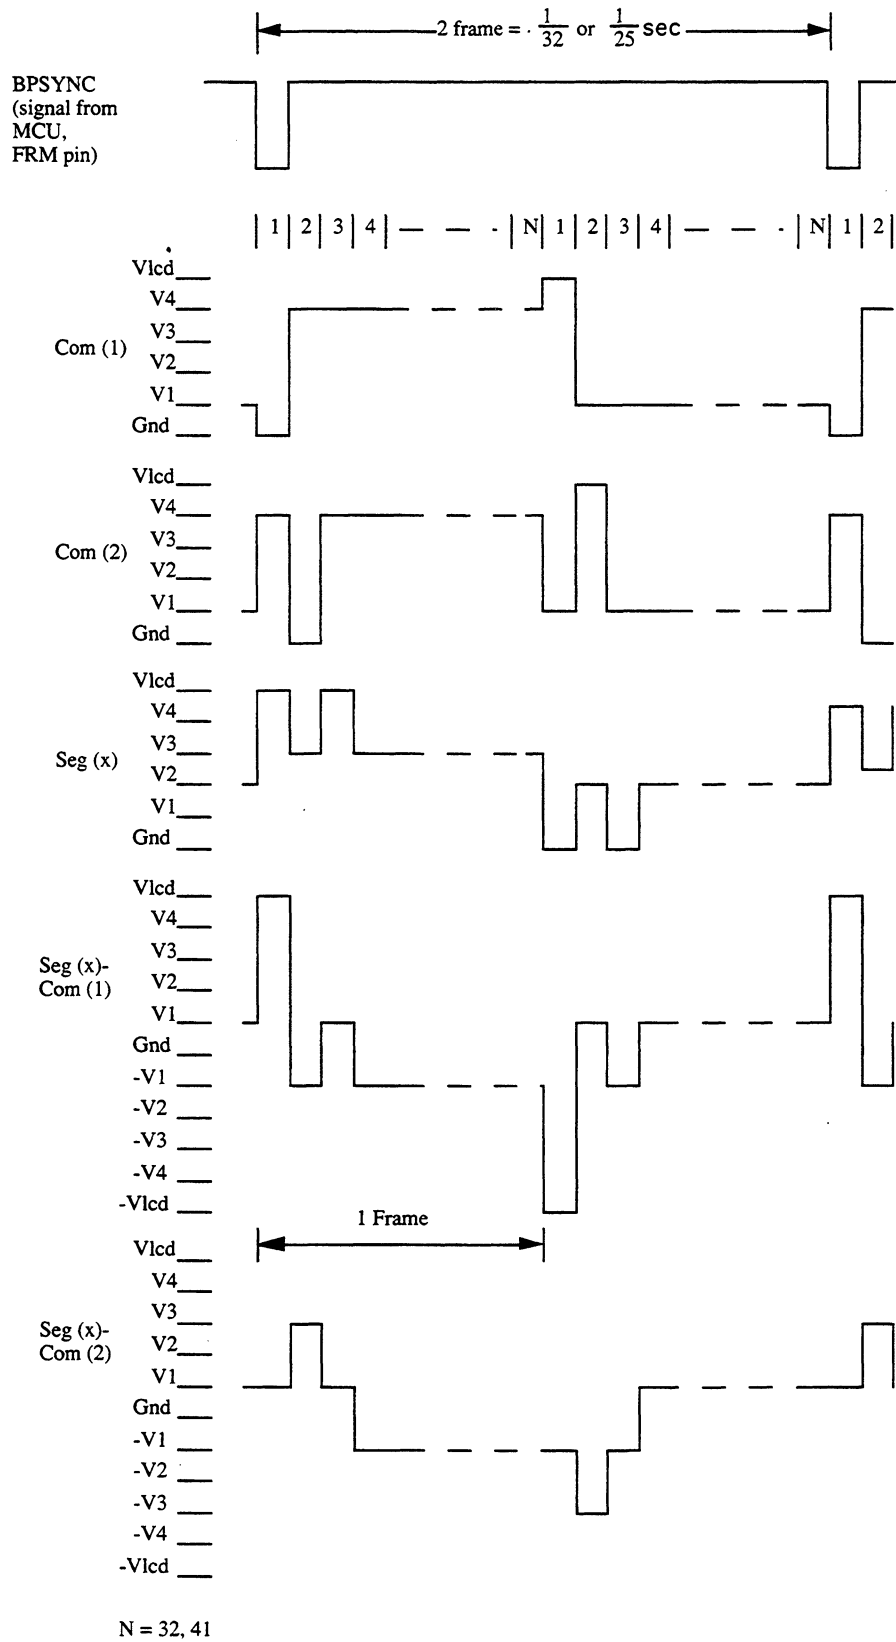 2 frame = 1/32 or 1/25 sec
BPSYNC
(signal from
MCU,
FRM pin)
1 2 3 4 — — - N 1 2 3 4 — — - N 1 2
Vlcd
V4
V3
Com (1)
V2
V1
Gnd
Vlcd
V4
V3
Com (2)
V2
V1
Gnd
Vlcd
V4
V3
Seg (x)
V2
V1
Gnd
Vlcd
V4
V3
Seg (x)-
Com (1)
V2
V1
Gnd
-V1
-V2
-V3
-V4
-Vlcd
1 Frame
Vlcd
V4
V3
Seg (x)-
Com (2)
V2
V1
Gnd
-V1
-V2
-V3
-V4
-Vlcd
N = 32, 41